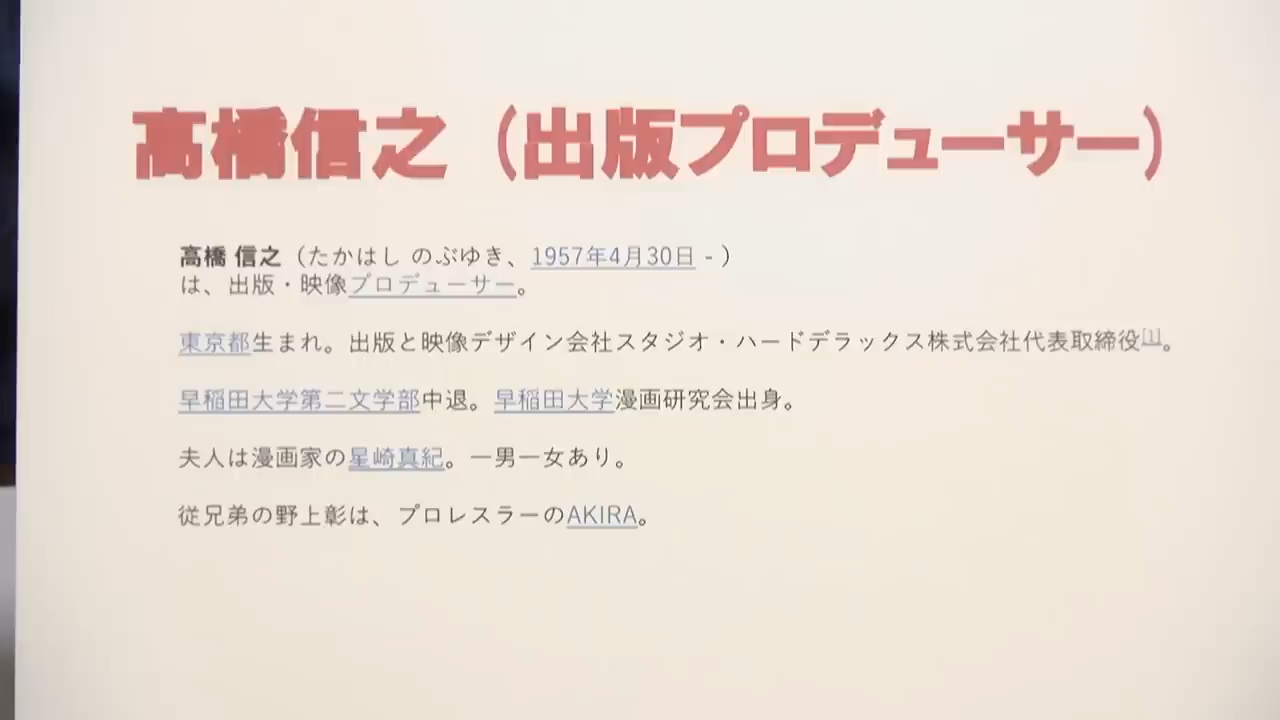 高橋信之（出版プロデューサー）
高橋 信之（たかはし のぶゆき、1957年4月30日 - ）
は、出版・映像プロデューサー。
東京都生まれ。出版と映像デザイン会社スタジオ・ハードデラックス株式会社代表取締役[1]。
早稲田大学第二文学部中退。早稲田大学漫画研究会出身。
夫人は漫画家の星崎真紀。一男一女あり。
従兄弟の野上彰は、プロレスラーのAKIRA。